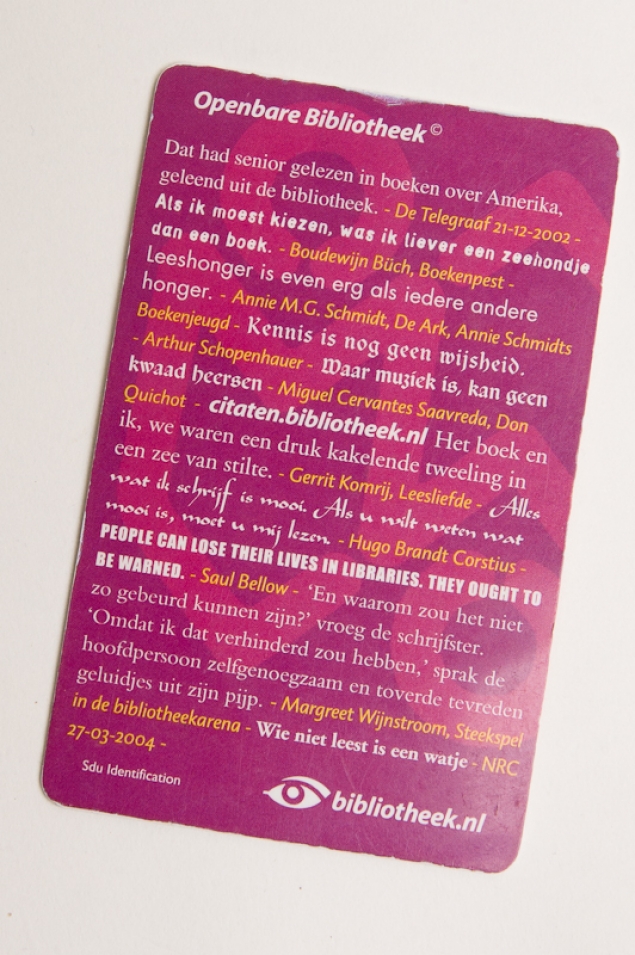 Openbare Bibliotheek ©
Dat had senior gelezen in boeken over Amerika,
geleend uit de bibliotheek. - De Telegraaf 21-12-2002 -
Als ik moest kiezen, was ik liever een zeehondje
dan een boek. - Boudewijn Büch, Boekenpest -
Leeshonger is even erg als iedere andere
honger. - Annie M.G. Schmidt, De Ark, Annie Schmidts
Boekenjeugd - Kennis is nog geen wijsheid.
- Arthur Schopenhauer - Waar muziek is, kan geen
kwaad heersen - Miguel Cervantes Saavreda, Don
Quichot - citaten.bibliotheek.nl Het boek en
ik, we waren een druk kakelende tweeling in
een zee van stilte. - Gerrit Komrij, Leesliefde - Alles
wat ik schrijf is mooi. Als u wilt weten wat
mooi is, moet u mij lezen. - Hugo Brandt Corstius -
PEOPLE CAN LOSE THEIR LIVES IN LIBRARIES. THEY OUGHT TO
BE WARNED. - Saul Bellow - ‘En waarom zou het niet
zo gebeurd kunnen zijn?’ vroeg de schrijfster.
‘Omdat ik dat verhinderd zou hebben,’ sprak de
hoofdpersoon zelfgenoegzaam en toverde tevreden
geluidjes uit zijn pijp. - Margreet Wijnstroom, Steekspel
in de bibliotheekarena - Wie niet leest is een watje - NRC
27-03-2004 -
Sdu Identification
bibliotheek.nl